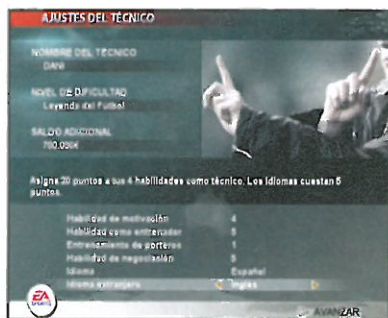 AJUSTES DEL TÉCNICO
NOMBRE DEL TECNICO
DANI
NIVEL DE DIFICULTAD
Leyenda del Fútbol
SALDO ADICIONAL
Asigna 20 puntos a tus 4 habilidades como técnico. Los idiomas cuestan 5
puntos.
Habilidad de motivación 4
Habilidad como entrenador 5
Entrenamiento de porteros 1
Habilidad de negociación 5
Idioma Español
Idioma extranjero Inglés
EA
SPORTS
AVANZAR